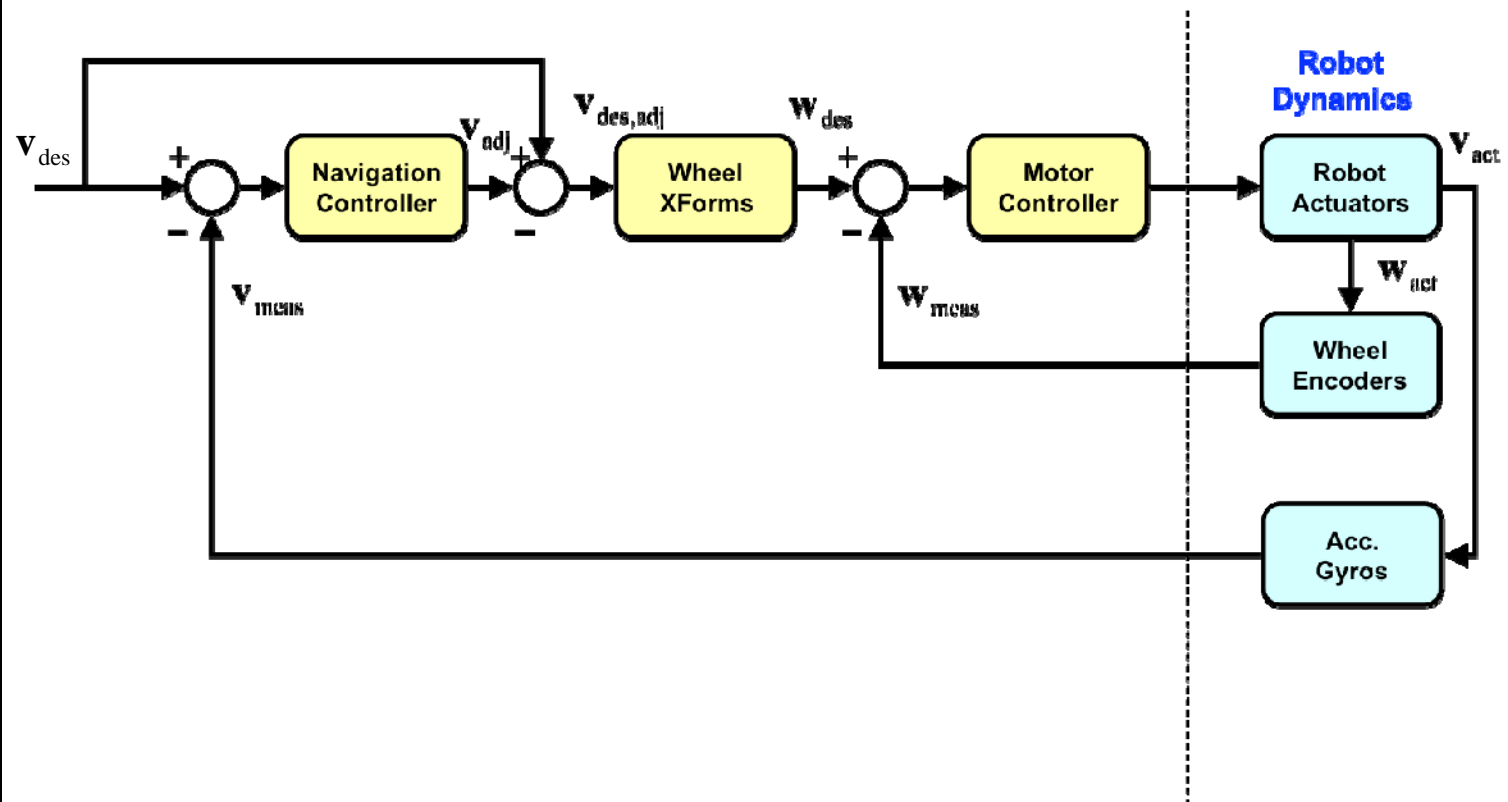 Robot
Dynamics
v des
+
−
Navigation
Controller
v adj
+
−
v des,adj
Wheel
XForms
w des
+
−
Motor
Controller
Robot
Actuators
v act
w act
v meas
w meas
Wheel
Encoders
Acc.
Gyros